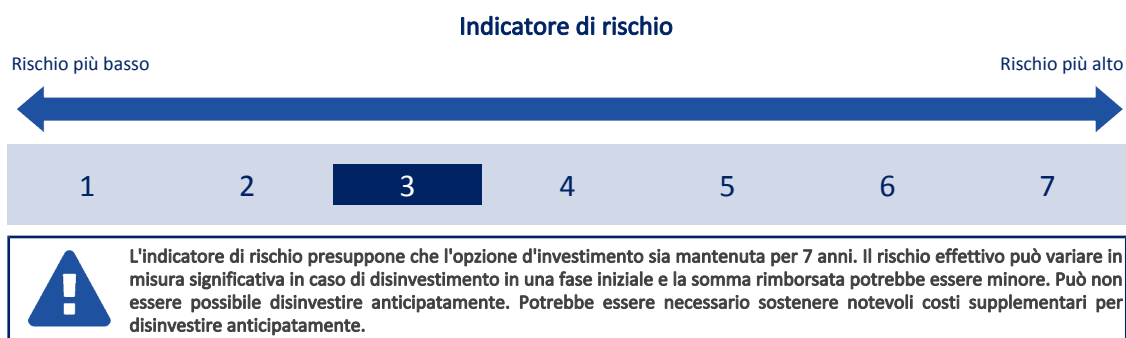 Indicatore di rischio
Rischio più basso
Rischio più alto
1 2 3 4 5 6 7
L'indicatore di rischio presuppone che l'opzione d'investimento sia mantenuta per 7 anni. Il rischio effettivo può variare in
misura significativa in caso di disinvestimento in una fase iniziale e la somma rimborsata potrebbe essere minore. Può non
essere possibile disinvestire anticipatamente. Potrebbe essere necessario sostenere notevoli costi supplementari per
disinvestire anticipatamente.